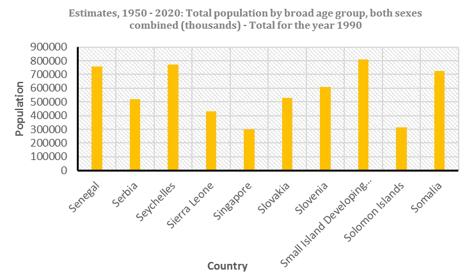 Estimates, 1950 - 2020: Total population by broad age group, both sexes
combined (thousands) - Total for the year 1990
900000
800000
700000
600000
500000
400000
300000
200000
100000
0
Population
Senegal
Serbia
Seychelles
Sierra Leone
Singapore
Slovakia
Slovenia
Small Island Developing...
Solomon Islands
Somalia
Country